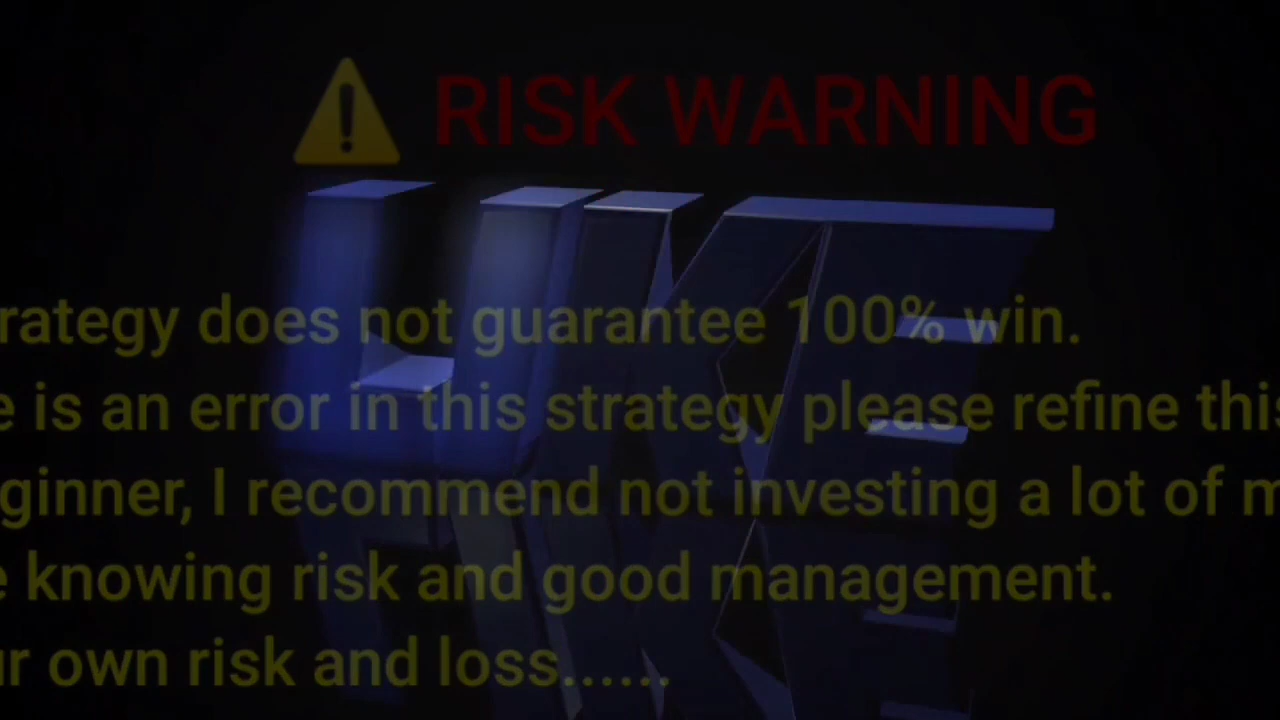 ⚠️ RISK WARNING
rategy does not guarantee 100% win.
e is an error in this strategy please refine this
ginner, I recommend not investing a lot of m
e knowing risk and good management.
ur own risk and loss......